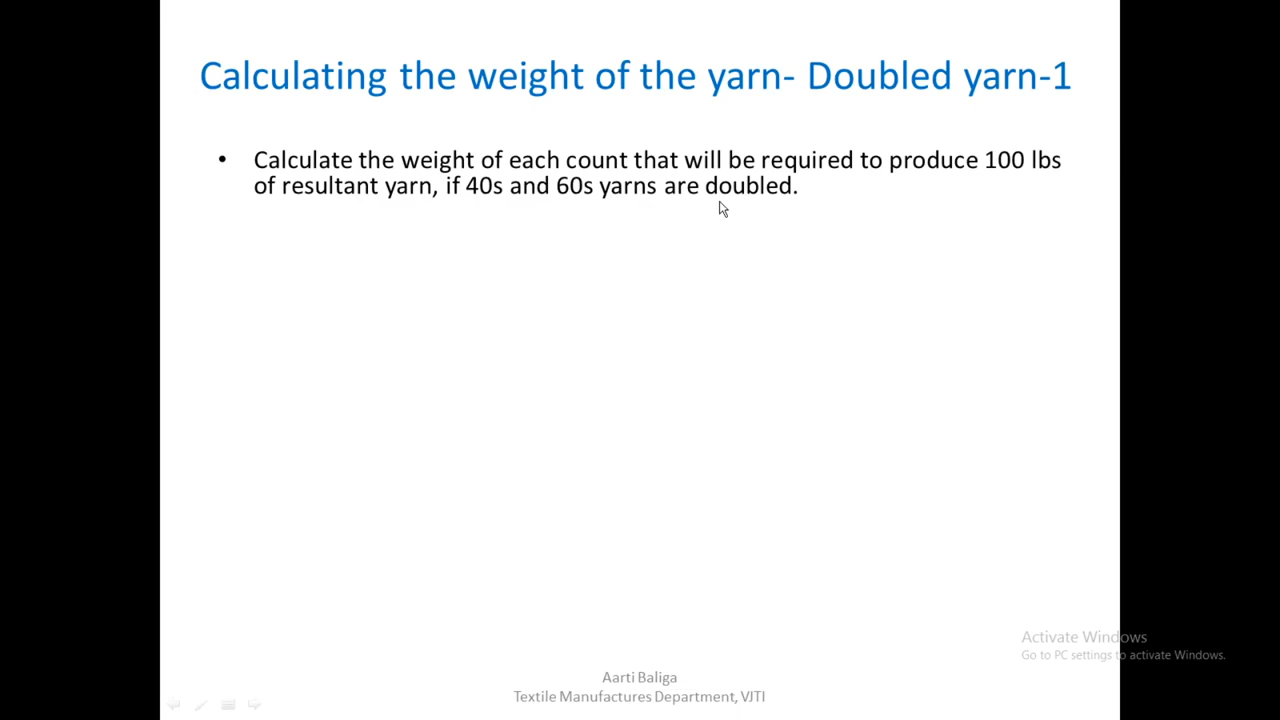 Calculating the weight of the yarn- Doubled yarn-1
• Calculate the weight of each count that will be required to produce 100 lbs
of resultant yarn, if 40s and 60s yarns are doubled.
Activate Windows
Go to PC settings to activate Windows.
Aarti Baliga
Textile Manufactures Department, VJTI